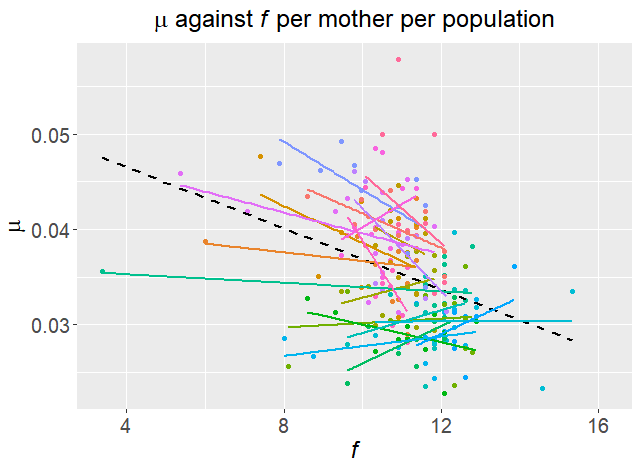 μ against f per mother per population
0.05
0.04
0.03
μ
4 8 12 16
f